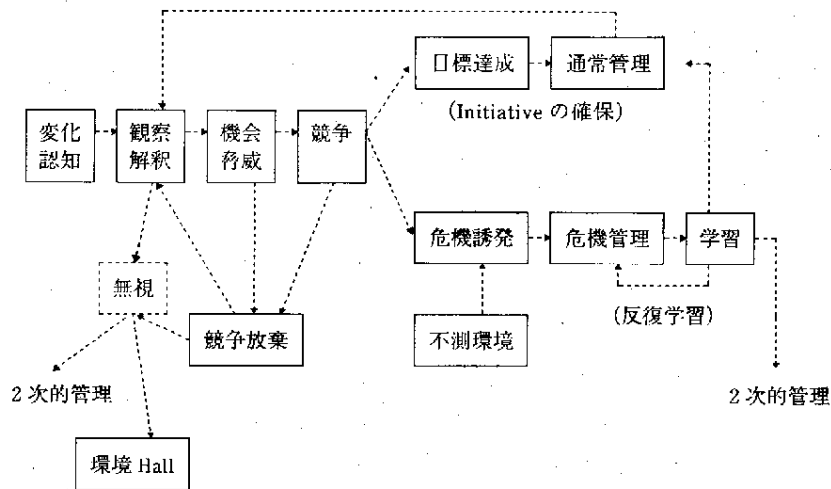 目標達成
通常管理
(Initiative の確保)
変化
認知
観察
解釈
機会
脅威
競争
危機誘発
危機管理
学習
無視
(反復学習)
競争放棄
不測環境
2次的管理
2次的管理
環境 Hall